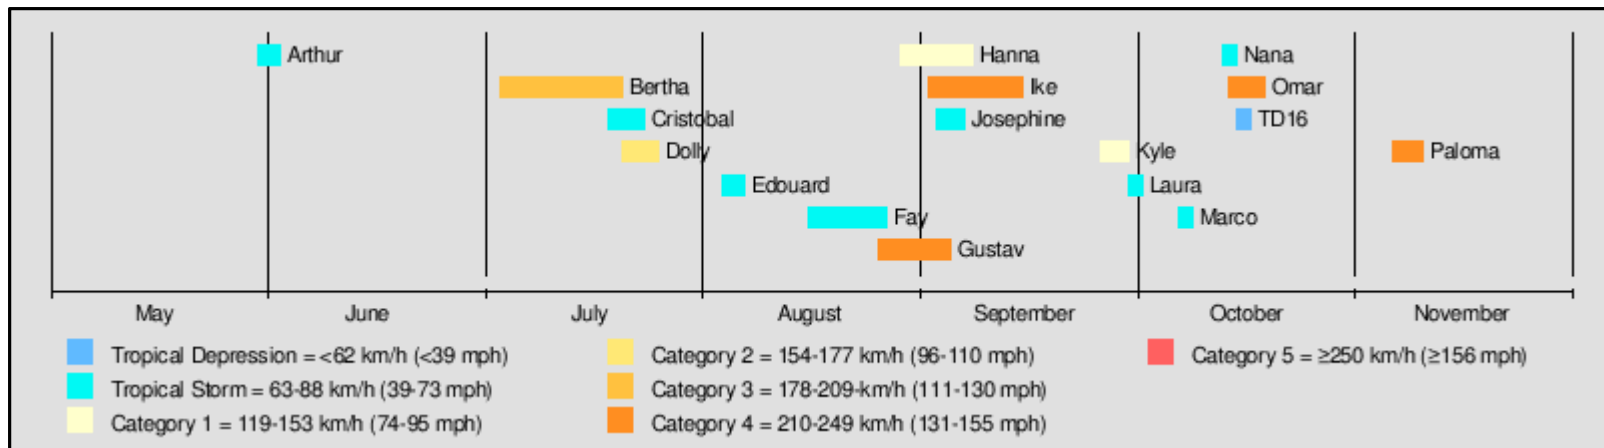 Arthur Hanna Nana
Bertha Ike Omar
Cristobal Josephine TD16
Dolly Kyle Paloma
Edouard Laura
Fay Marco
Gustav
May June July August September October November
Tropical Depression = <62 km/h (<39 mph) Category 2 = 154-177 km/h (96-110 mph) Category 5 = ≥250 km/h (≥156 mph)
Tropical Storm = 63-88 km/h (39-73 mph) Category 3 = 178-209-km/h (111-130 mph)
Category 1 = 119-153 km/h (74-95 mph) Category 4 = 210-249 km/h (131-155 mph)